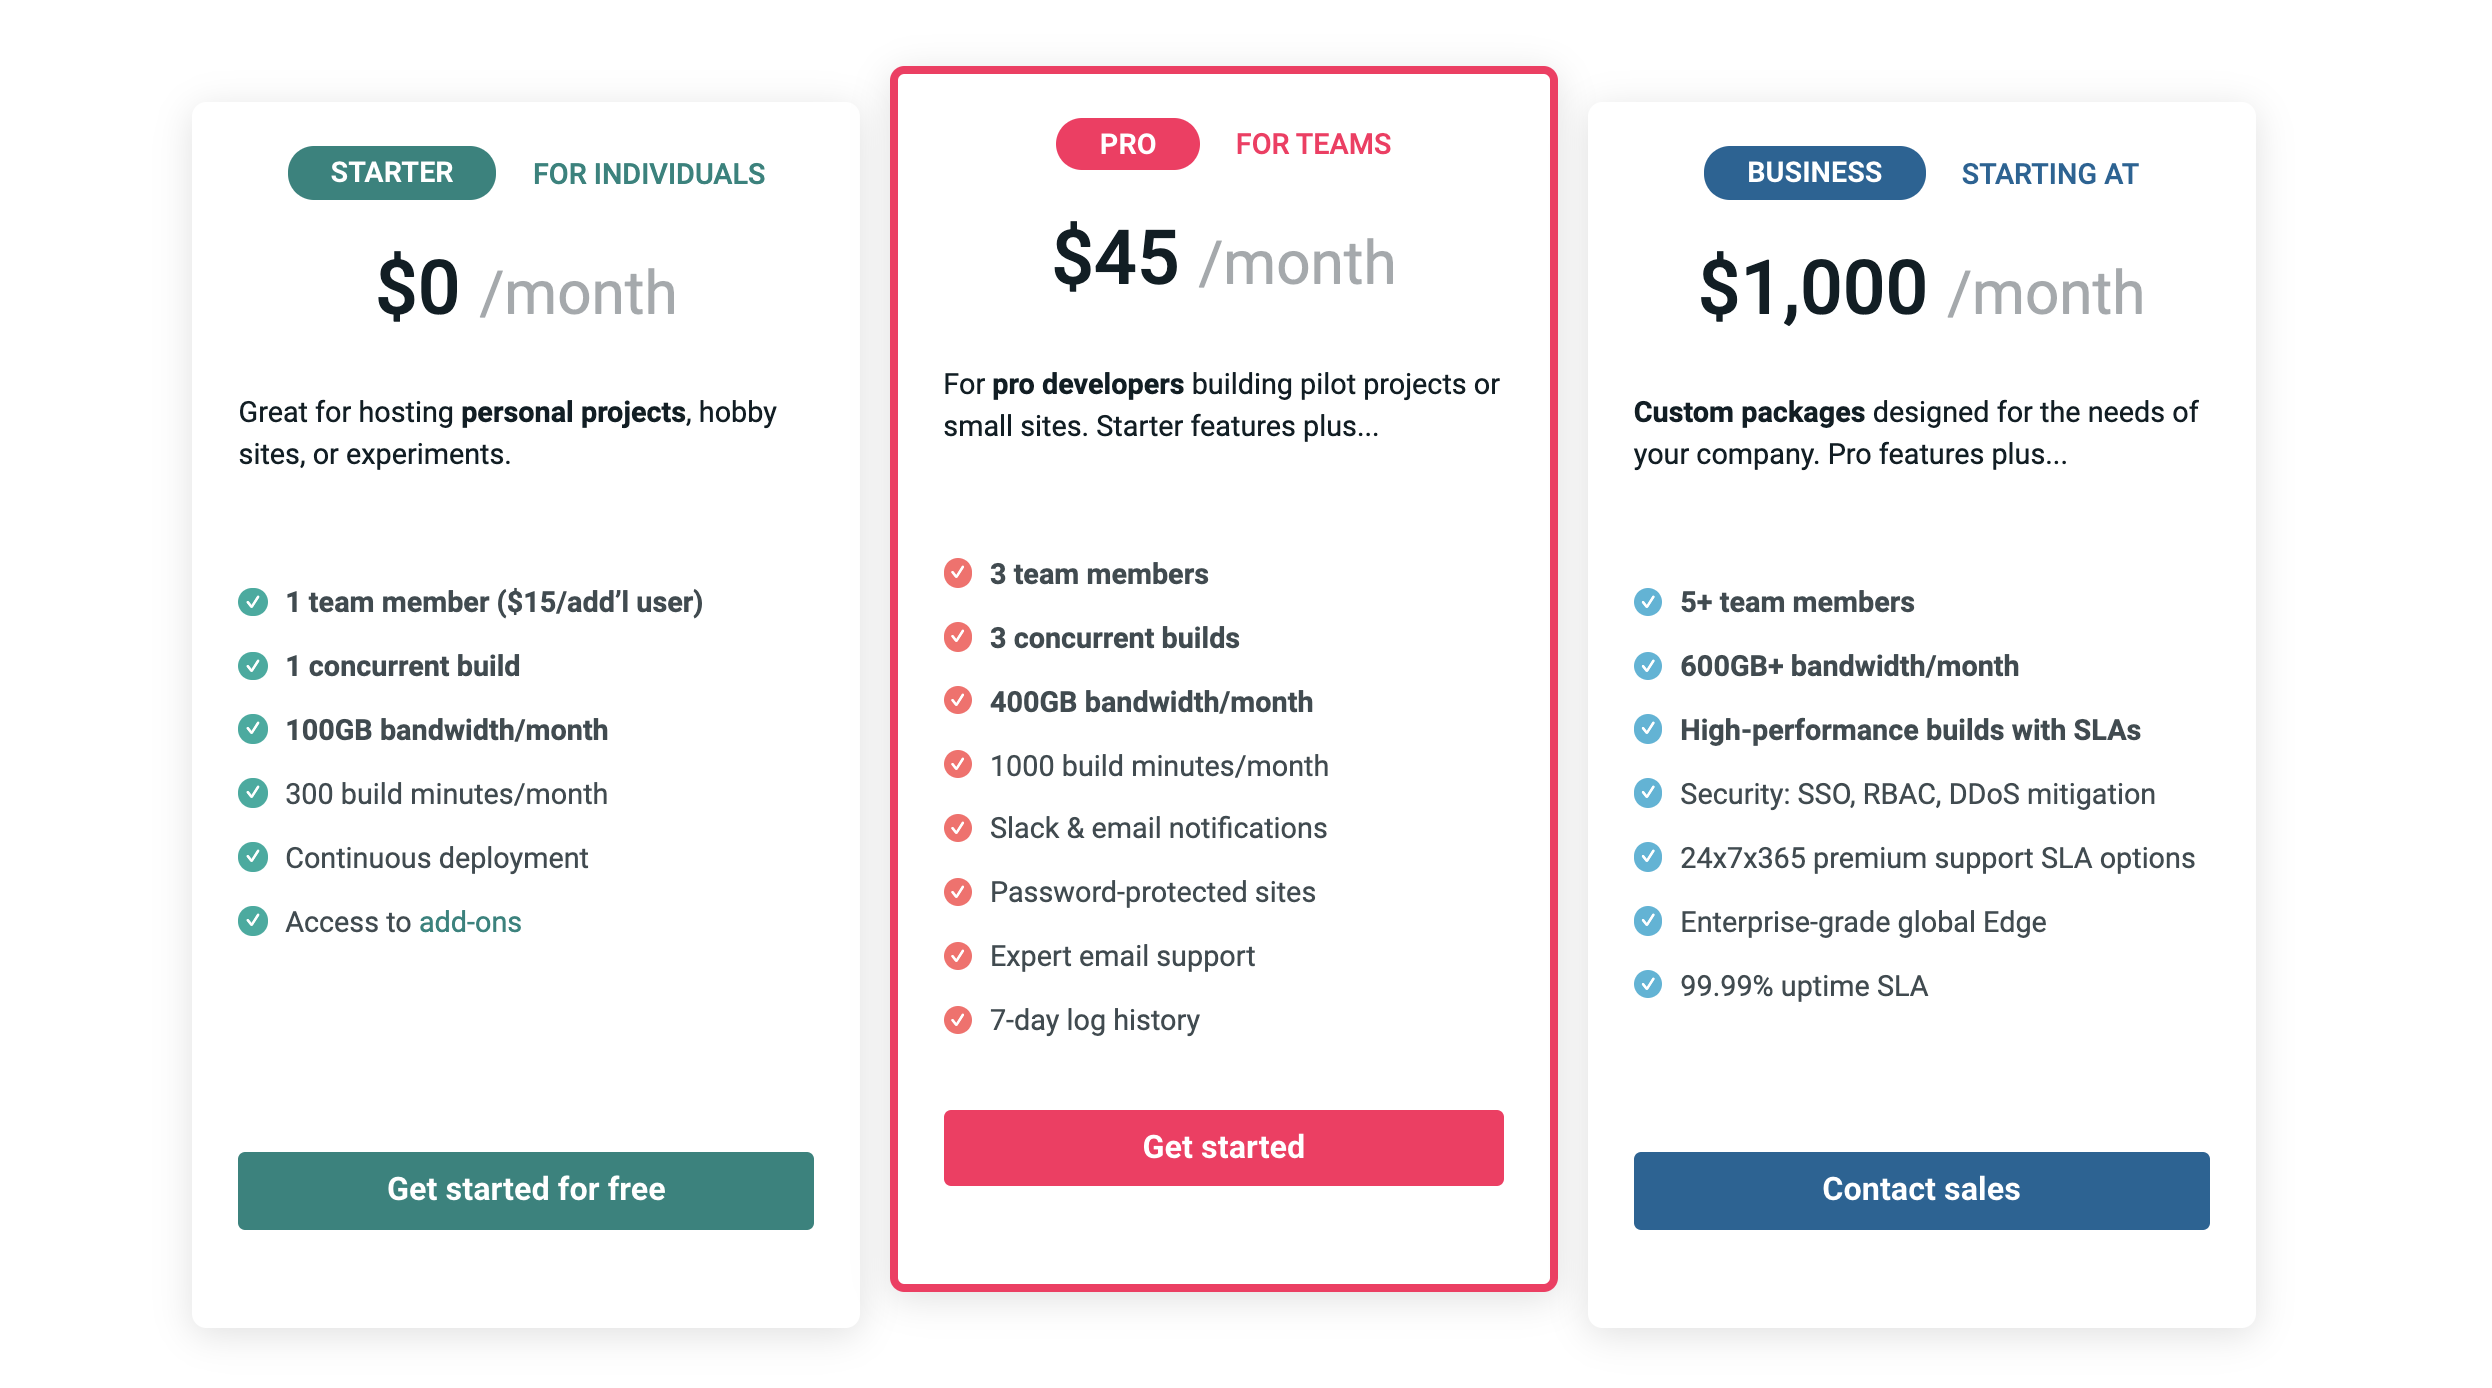 STARTER FOR INDIVIDUALS
$0 /month
Great for hosting personal projects, hobby
sites, or experiments.
1 team member ($15/add’l user)
1 concurrent build
100GB bandwidth/month
300 build minutes/month
Continuous deployment
Access to add-ons
Get started for free
PRO FOR TEAMS
$45 /month
For pro developers building pilot projects or
small sites. Starter features plus...
3 team members
3 concurrent builds
400GB bandwidth/month
1000 build minutes/month
Slack & email notifications
Password-protected sites
Expert email support
7-day log history
Get started
BUSINESS STARTING AT
$1,000 /month
Custom packages designed for the needs of
your company. Pro features plus...
5+ team members
600GB+ bandwidth/month
High-performance builds with SLAs
Security: SSO, RBAC, DDoS mitigation
24x7x365 premium support SLA options
Enterprise-grade global Edge
99.99% uptime SLA
Contact sales